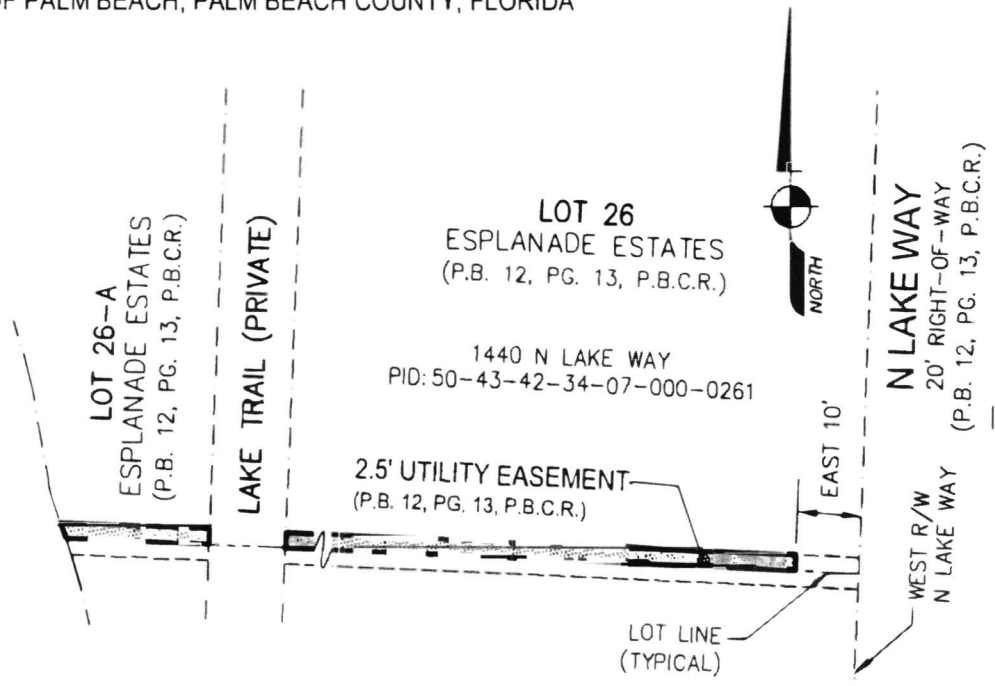 OF PALM BEACH, PALM BEACH COUNTY, FLORIDA
LOT 26-A
ESPLANADE ESTATES
(P.B. 12, PG. 13, P.B.C.R.)
LAKE TRAIL (PRIVATE)
LOT 26
ESPLANADE ESTATES
(P.B. 12, PG. 13, P.B.C.R.)
1440 N LAKE WAY
PID: 50-43-42-34-07-000-0261
2.5' UTILITY EASEMENT
(P.B. 12, PG. 13, P.B.C.R.)
NORTH
EAST 10'
N LAKE WAY
20' RIGHT-OF-WAY
(P.B. 12, PG. 13, P.B.C.R.)
WEST R/W
N LAKE WAY
LOT LINE
(TYPICAL)